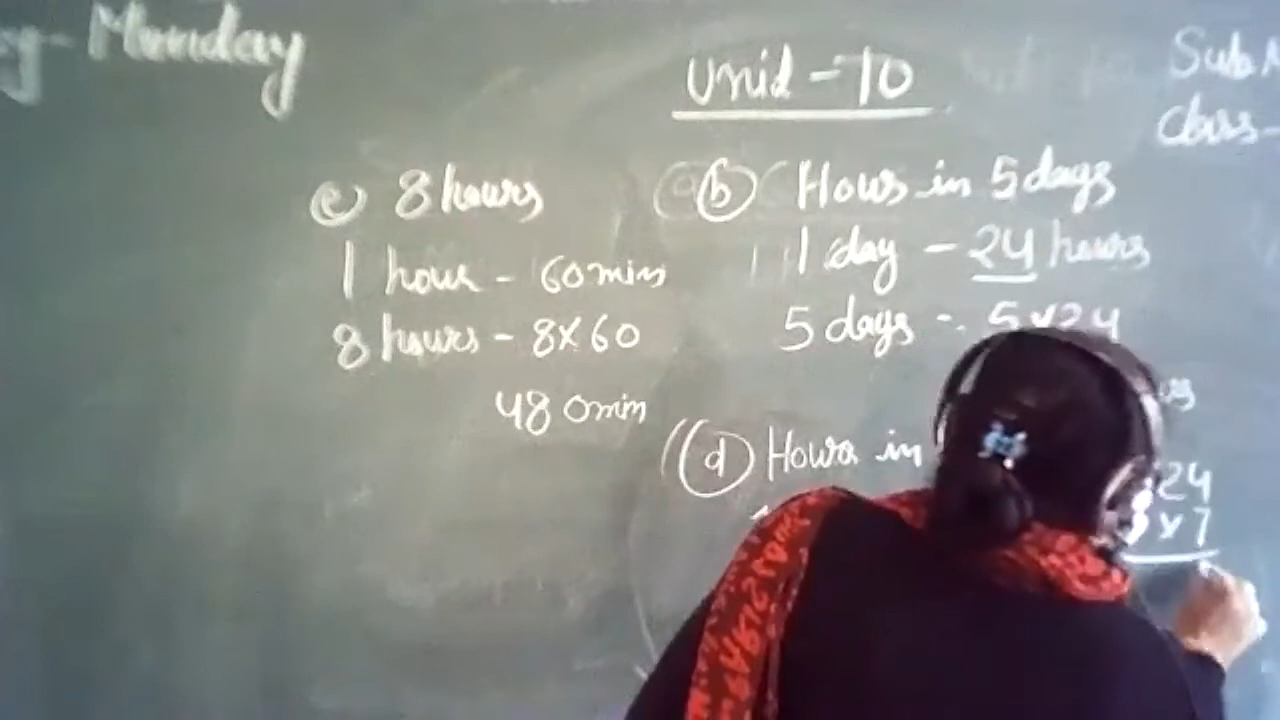 Monday
Unid - 10
Sub
Class-
c) 8 hours
1 hour - 60 min
8 hours - 8x60
480 min
(b) Hours in 5 days
1 day - 24 hours
5 days - 5x24
(d) Hours in
24
x 7